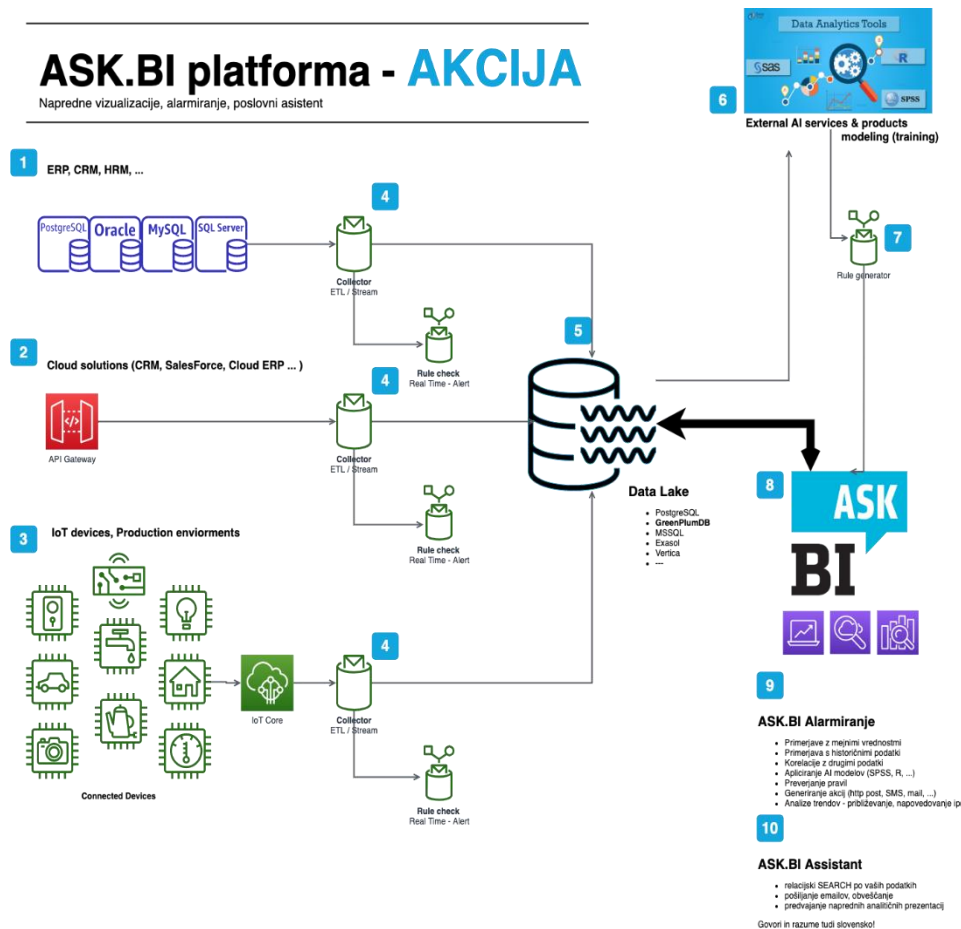 ASK.BI platforma - AKCIJA
Napredne vizualizacije, alarmiranje, poslovni asistent
Data Analytics Tools
sas
R
SPSS
6
External AI services & products
modeling (training)
1
ERP, CRM, HRM, ...
PostgreSQL
Oracle
MySQL
SQL Server
4
Collector
ETL / Stream
Rule check
Real Time - Alert
7
Rule generator
2
Cloud solutions (CRM, SalesForce, Cloud ERP ... )
</>
API Gateway
4
Collector
ETL / Stream
Rule check
Real Time - Alert
5
Data Lake
• PostgreSQL
• GreenPlumDB
• MSSQL
• Exasol
• Vertica
• ---
8
ASK
BI
3
IoT devices, Production enviorments
Connected Devices
IoT Core
4
Collector
ETL / Stream
Rule check
Real Time - Alert
9
ASK.BI Alarmiranje
• Primerjave z mejnimi vrednostmi
• Primerjava s historičnimi podatki
• Korelacije z drugimi podatki
• Apliciranje AI modelov (SPSS, R, ...)
• Preverjanje pravil
• Generiranje akcij (http post, SMS, mail, ...)
• Analize trendov - približevanje, napovedovanje ip
10
ASK.BI Assistant
• relacijski SEARCH po vaših podatkih
• pošiljanje emailov, obveščanje
• predvajanje naprednih analitičnih prezentacij
Govori in razume tudi slovensko!